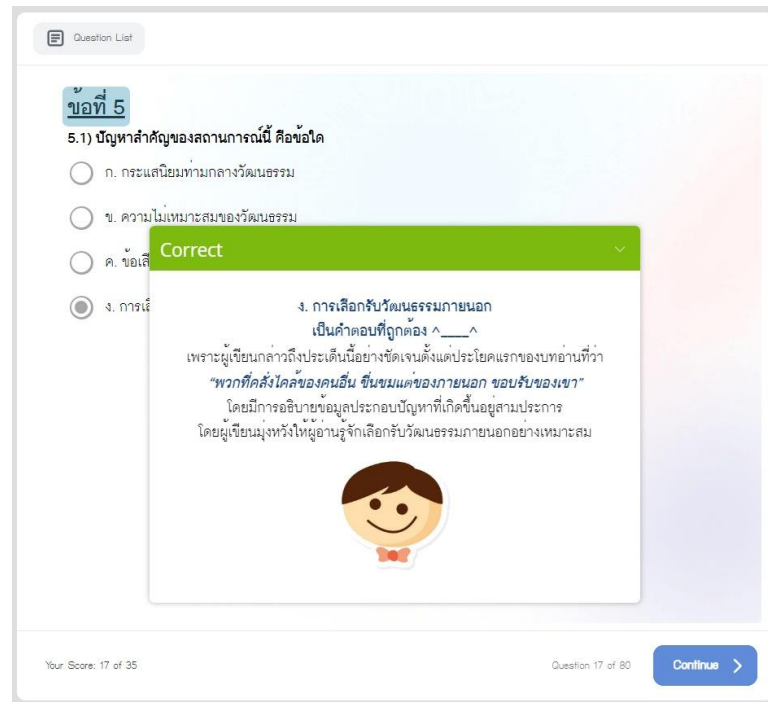 Question List
ข้อที่ 5
5.1) ปัญหาสำคัญของสถานการณ์นี้ คือข้อใด
ก. กระแสนิยมท่ามกลางวัฒนธรรม
ข. ความไม่เหมาะสมของวัฒนธรรม
ค. ข้อเสี
ง. การเลื
Correct
ง. การเลือกรับวัฒนธรรมภายนอก
เป็นคำตอบที่ถูกต้อง ^____^
เพราะผู้เขียนกล่าวถึงประเด็นนี้อย่างชัดเจนตั้งแต่ประโยคแรกของบทอ่านที่ว่า
“พวกที่คลั่งไคล้ของคนอื่น ชื่นชมแต่ของภายนอก ชอบรับของเขา”
โดยมีการอธิบายข้อมูลประกอบปัญหาที่เกิดขึ้นอยู่สามประการ
โดยผู้เขียนมุ่งหวังให้ผู้อ่านรู้จักเลือกรับวัฒนธรรมภายนอกอย่างเหมาะสม
Your Score: 17 of 35
Question 17 of 80
Continue